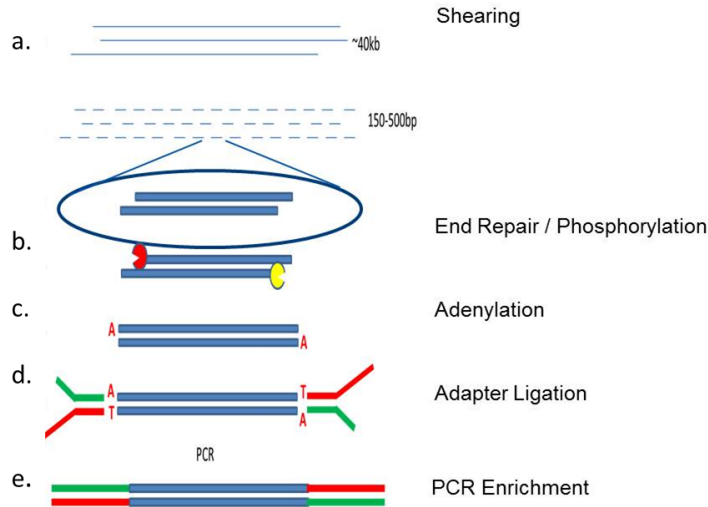 Shearing
a.
~40kb
150-500bp
End Repair / Phosphorylation
b.
c.
Adenylation
A
A
d.
Adapter Ligation
A T
T A
PCR
e.
PCR Enrichment